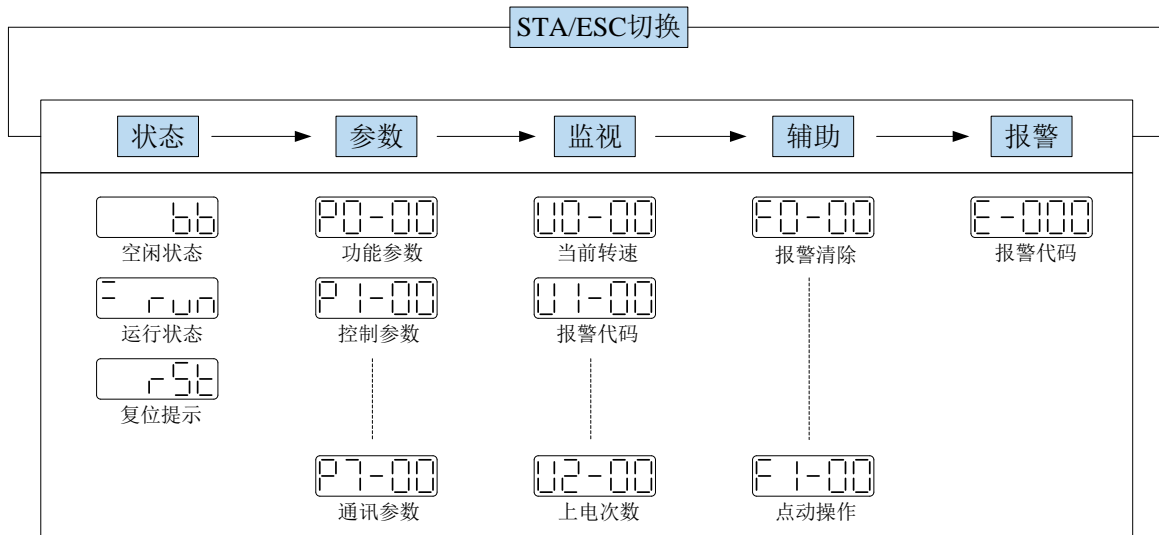 STA/ESC切换
状态 参数 监视 辅助 报警
bb P0-00 U0-00 F0-00 E-000
空闲状态 功能参数 当前转速 报警清除 报警代码
run P1-00 U1-00
运行状态 控制参数 报警代码
rSt
复位提示
P7-00 U2-00 F1-00
通讯参数 上电次数 点动操作